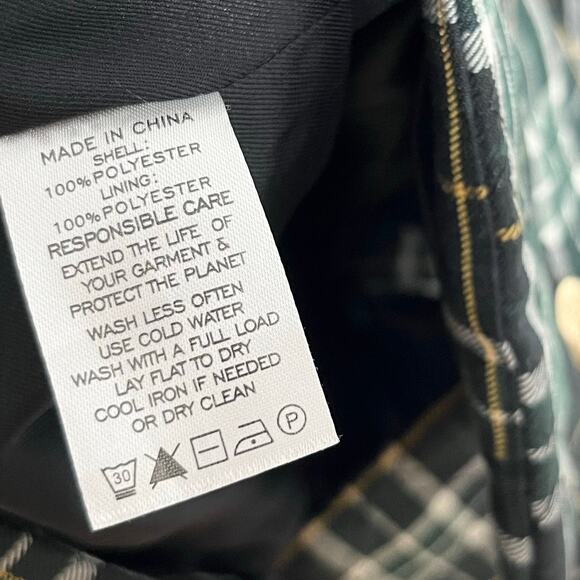 MADE IN CHINA
SHELL:
100% POLYESTER
LINING:
100% POLYESTER
RESPONSIBLE CARE
EXTEND THE LIFE OF
YOUR GARMENT &
PROTECT THE PLANET
WASH LESS OFTEN
USE COLD WATER
WASH WITH A FULL LOAD
LAY FLAT TO DRY
COOL IRON IF NEEDED
OR DRY CLEAN
30 P